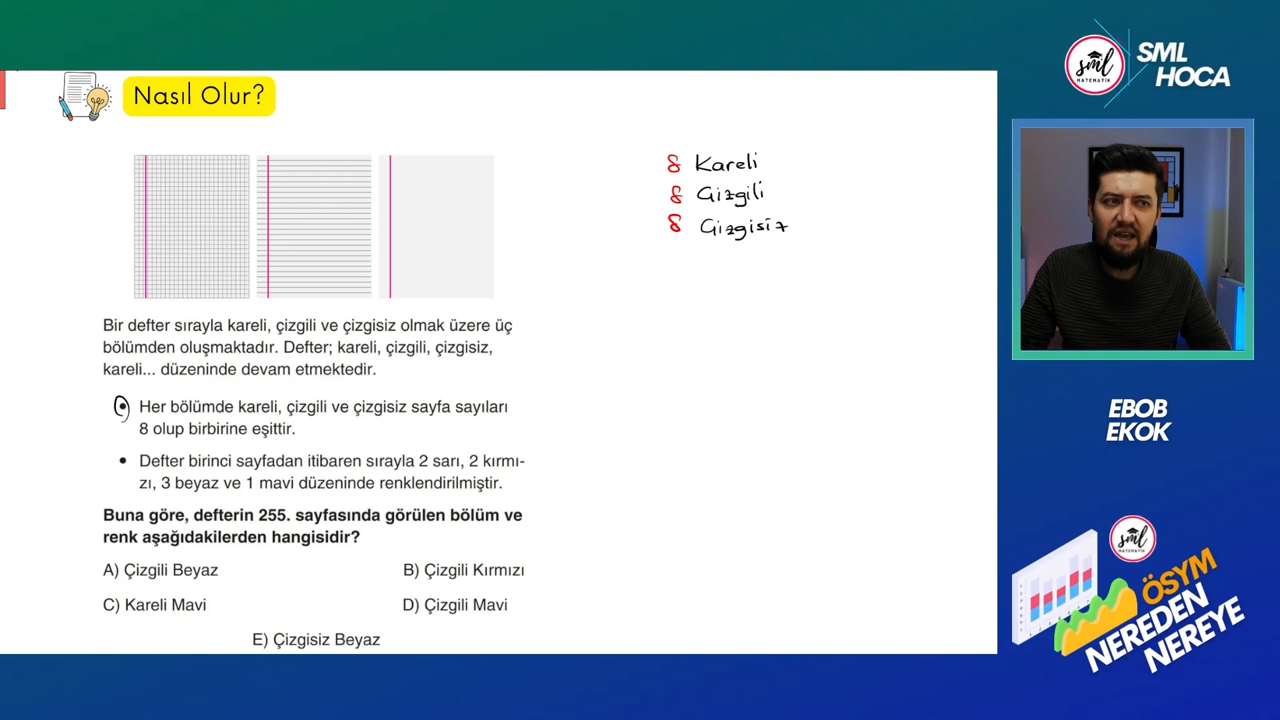 Nasıl Olur?
8 Kareli
8 Çizgili
8 Çizgisiz
Bir defter sırayla kareli, çizgili ve çizgisiz olmak üzere üç
bölümden oluşmaktadır. Defter; kareli, çizgili, çizgisiz,
kareli... düzeninde devam etmektedir.
• Her bölümde kareli, çizgili ve çizgisiz sayfa sayıları
8 olup birbirine eşittir.
• Defter birinci sayfadan itibaren sırayla 2 sarı, 2 kırmı-
zı, 3 beyaz ve 1 mavi düzeninde renklendirilmiştir.
Buna göre, defterin 255. sayfasında görülen bölüm ve
renk aşağıdakilerden hangisidir?
A) Çizgili Beyaz
B) Çizgili Kırmızı
C) Kareli Mavi
D) Çizgili Mavi
E) Çizgisiz Beyaz
sml
MATEMATİK
SML
HOCA
EBOB
EKOK
sml
MATEMATİK
ÖSYM
NEREDEN
NEREYE